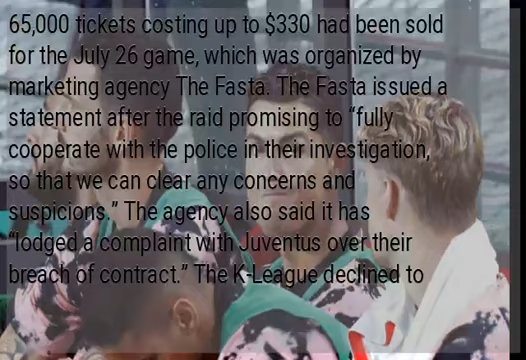 65,000 tickets costing up to $330 had been sold
for the July 26 game, which was organized by
marketing agency The Fasta. The Fasta issued a
statement after the raid promising to “fully
cooperate with the police in their investigation,
so that we can clear any concerns and
suspicions.” The agency also said it has
“lodged a complaint with Juventus over their
breach of contract.” The K-League declined to